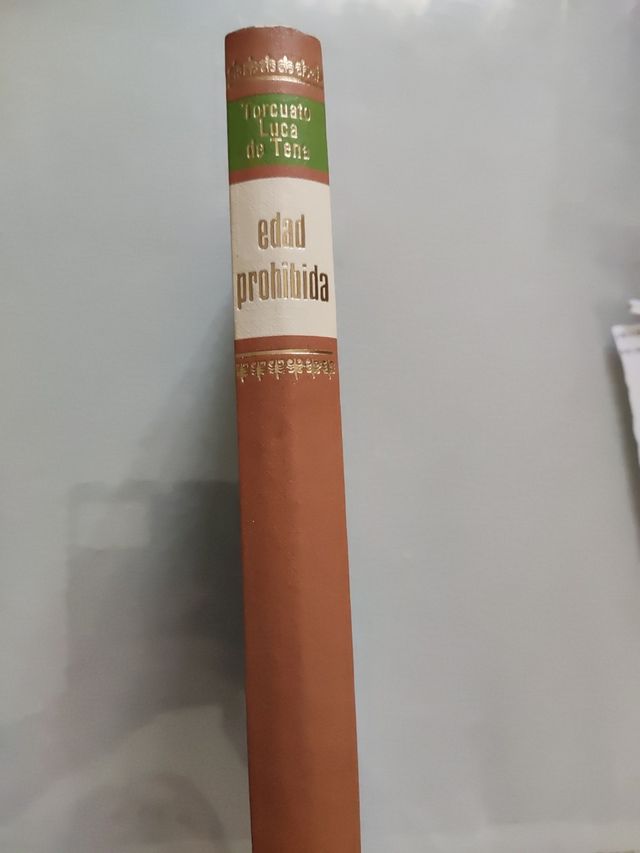 Torcuato
Luca
de Tena
edad
prohibida